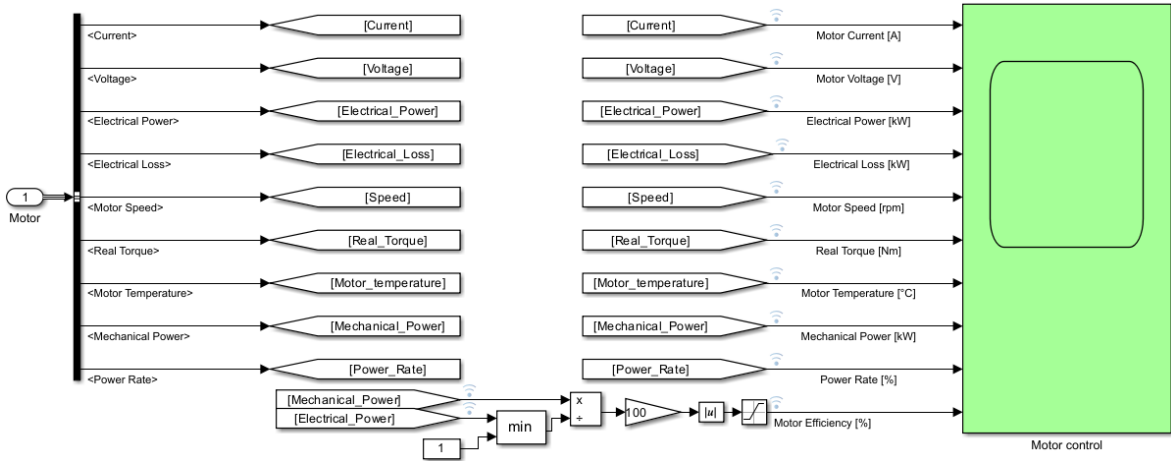 [Current] [Current]
<Current> Motor Current [A]
[Voltage] [Voltage]
<Voltage> Motor Voltage [V]
[Electrical_Power] [Electrical_Power]
<Electrical Power> Electrical Power [kW]
[Electrical_Loss] [Electrical_Loss]
<Electrical Loss> Electrical Loss [kW]
1 [Speed] [Speed]
Motor <Motor Speed> Motor Speed [rpm]
[Real_Torque] [Real_Torque]
<Real Torque> Real Torque [Nm]
[Motor_temperature] [Motor_temperature]
<Motor Temperature> Motor Temperature [°C]
[Mechanical_Power] [Mechanical_Power]
<Mechanical Power> Mechanical Power [kW]
[Power_Rate] [Power_Rate]
<Power Rate> Power Rate [%]
[Mechanical_Power] x
[Electrical_Power] ÷ 100 |u| Motor Efficiency [%]
min
1
Motor control